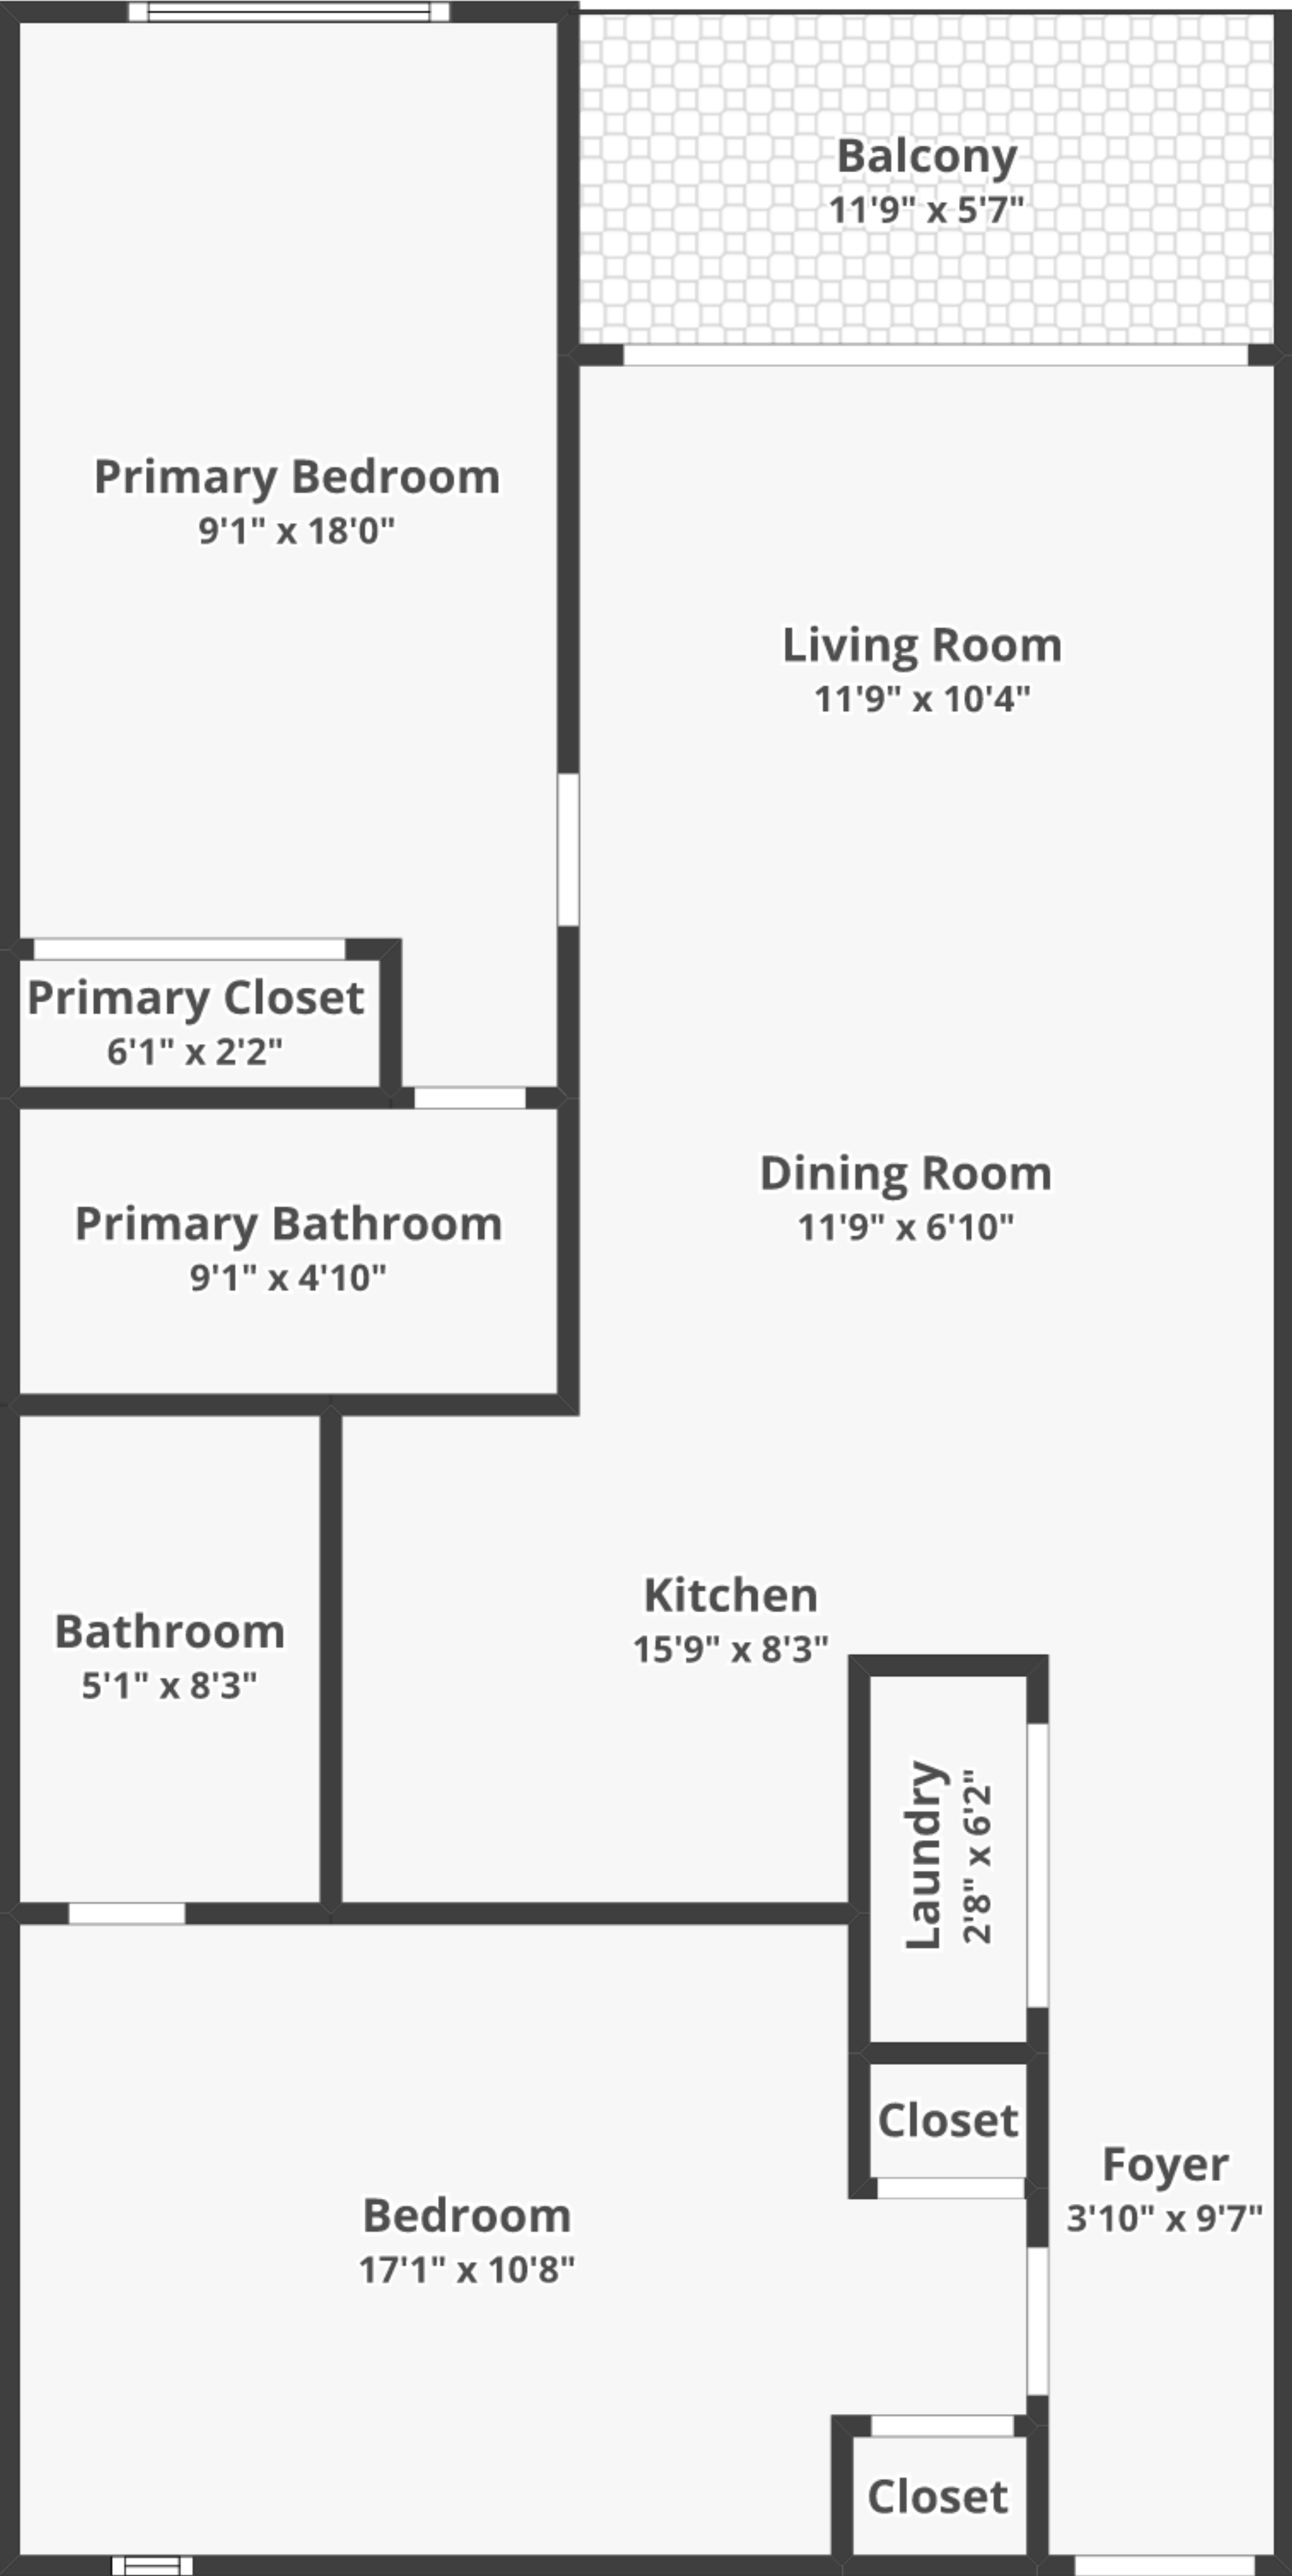 Balcony
11'9" x 5'7"
Primary Bedroom
9'1" x 18'0"
Living Room
11'9" x 10'4"
Primary Closet
6'1" x 2'2"
Dining Room
11'9" x 6'10"
Primary Bathroom
9'1" x 4'10"
Kitchen
15'9" x 8'3"
Bathroom
5'1" x 8'3"
Laundry
2'8" x 6'2"
Closet
Foyer
3'10" x 9'7"
Bedroom
17'1" x 10'8"
Closet